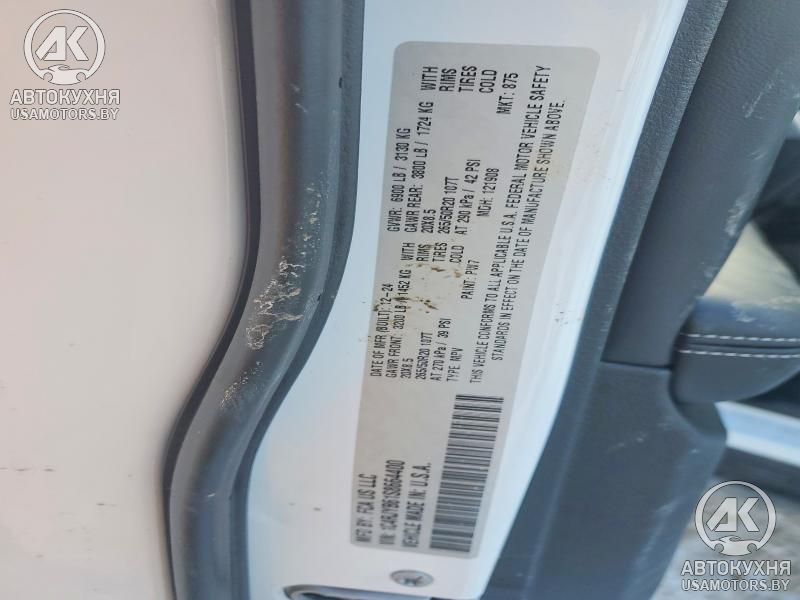 AK
АВТОКУХНЯ
USAMOTORS.BY
MFD BY: FCA US LLC
DATE OF MFR (BUILT): 12-24
GVWR: 6900 LB / 3130 KG
GAWR FRONT: 3200 LB / 1452 KG WITH
GAWR REAR: 3800 LB / 1724 KG WITH
20X8.5 RIMS
20X8.5 RIMS
265/50R20 107T TIRES
265/50R20 107T TIRES
AT 270 kPa / 39 PSI COLD
AT 290 kPa / 42 PSI COLD
VEHICLE MADE IN: U.S.A.
TYPE: MPV
PAINT: PW7
MDH: 121908
MKT: 875
THIS VEHICLE CONFORMS TO ALL APPLICABLE U.S.A. FEDERAL MOTOR VEHICLE SAFETY
STANDARDS IN EFFECT ON THE DATE OF MANUFACTURE SHOWN ABOVE.
AK
АВТОКУХНЯ
USAMOTORS.BY